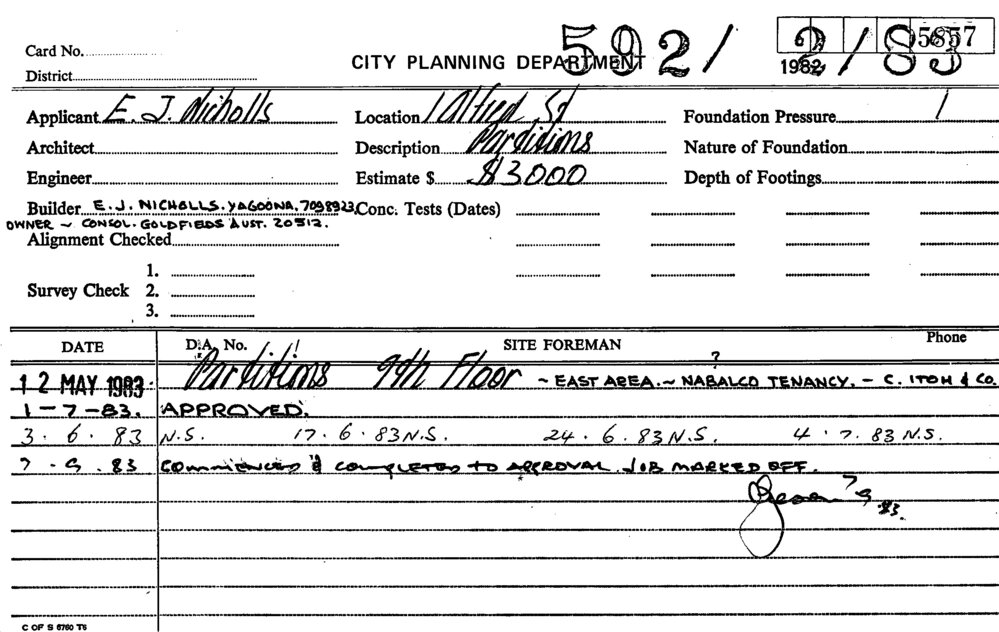 5857
592/ 2/83
Card No.
CITY PLANNING DEPARTMENT
1982
District
Applicant E. J. Nicholls Location 1 Alfred St Foundation Pressure 1
Architect Description Partitions Nature of Foundation
Engineer Estimate $ $3000 Depth of Footings
Builder E.J. NICHOLLS. YAGOONA. 7098923. Conc. Tests (Dates)
OWNER ~ CONSOL. GOLDFIELDS AUST. 20512.
Alignment Checked
1.
Survey Check 2.
3.
DATE D.A. No. SITE FOREMAN Phone
12 MAY 1983 Partitions 99th Floor ~ EAST AREA. ~ NABALCO TENANCY. - C. ITOH & CO. ?
1-7-83. APPROVED.
3.6.83 N.S. 17.6.83 N.S. 24.6.83 N.S. 4.7.83 N.S.
7.9.83 COMMENCED & COMPLETED TO APPROVAL. JOB MARKED OFF.
7 9 .83.
C OF S 6760 T5